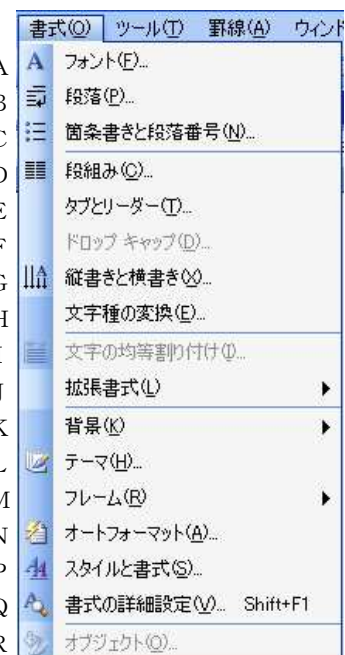 書式(O) ツール(T) 罫線(A) ウィンド
A フォント(F)...
B 段落(P)...
C 箇条書きと段落番号(N)...
D 段組み(C)...
E タブとリーダー(T)...
F ドロップ キャップ(D)...
G 縦書きと横書き(X)...
H 文字種の変換(E)...
I 文字の均等割り付け(I)...
J 拡張書式(L)
K 背景(K)
L テーマ(H)...
M フレーム(R)
N オートフォーマット(A)...
P スタイルと書式(S)...
Q 書式の詳細設定(V)... Shift+F1
R オブジェクト(O)...